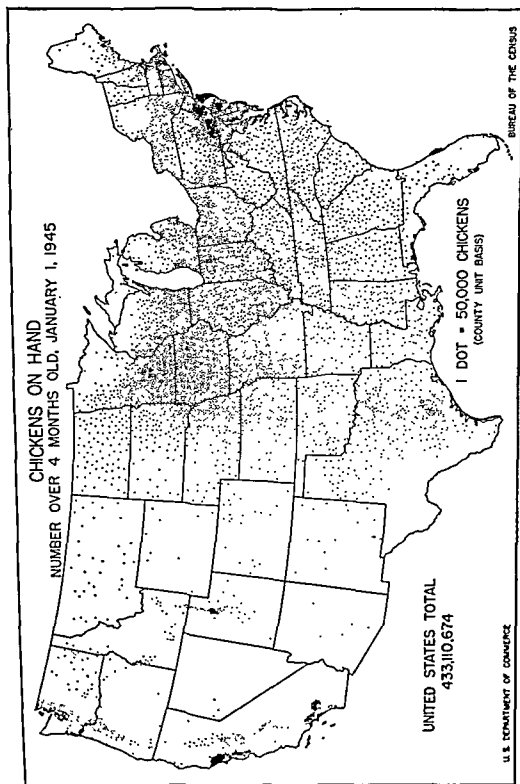 CHICKENS ON HAND
NUMBER OVER 4 MONTHS OLD, JANUARY 1, 1945
UNITED STATES TOTAL
433,110,674
1 DOT = 50,000 CHICKENS
(COUNTY UNIT BASIS)
U. S. DEPARTMENT OF COMMERCE
BUREAU OF THE CENSUS